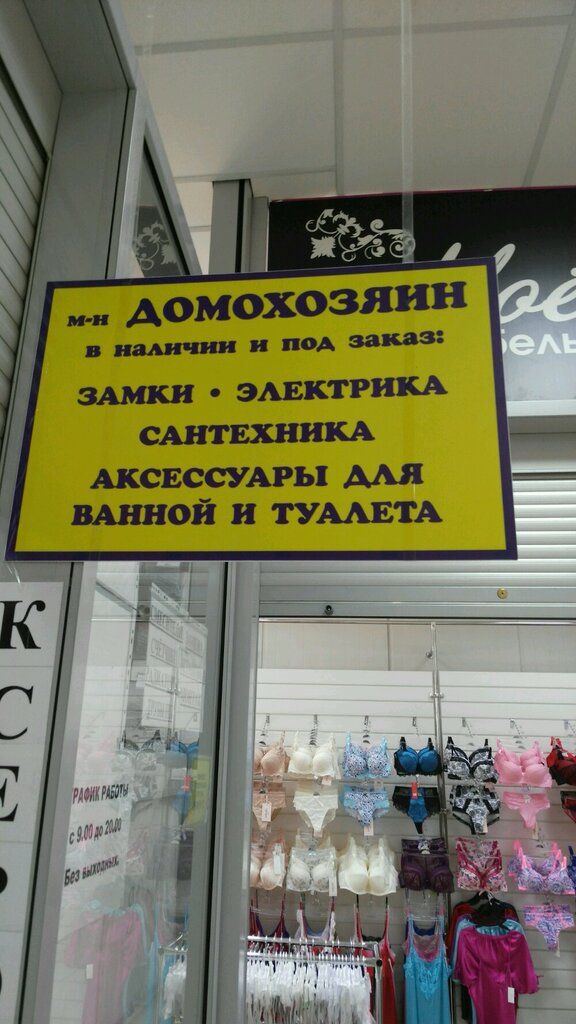 м-н ДОМОХОЗЯИН
в наличии и под заказ:
ЗАМКИ • ЭЛЕКТРИКА
САНТЕХНИКА
АКСЕССУАРЫ ДЛЯ
ВАННОЙ И ТУАЛЕТА
К
С
Е
ГРАФИК РАБОТЫ
с 9.00 до 20.00
Без выходных.